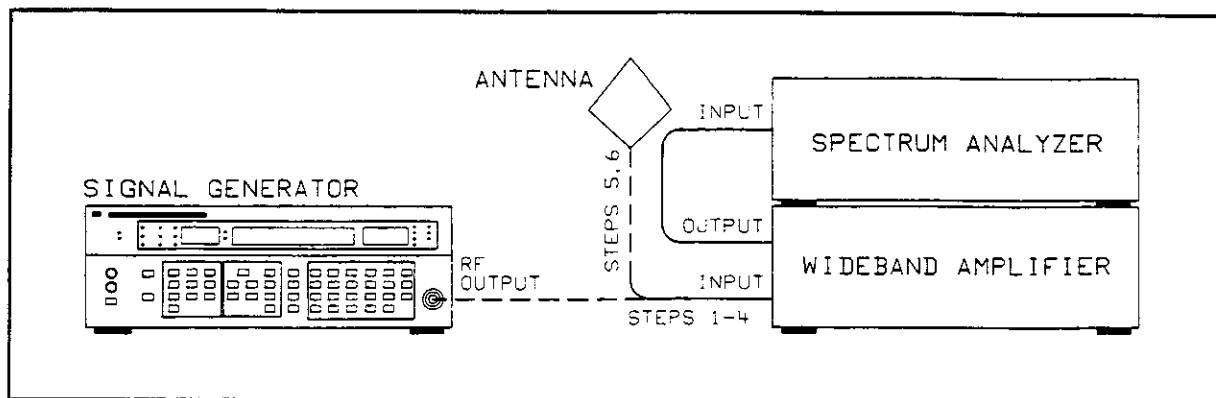 ANTENNA
INPUT
SPECTRUM ANALYZER
STEPS 5,6
SIGNAL GENERATOR
OUTPUT
RF
OUTPUT
WIDEBAND AMPLIFIER
INPUT
STEPS 1-4